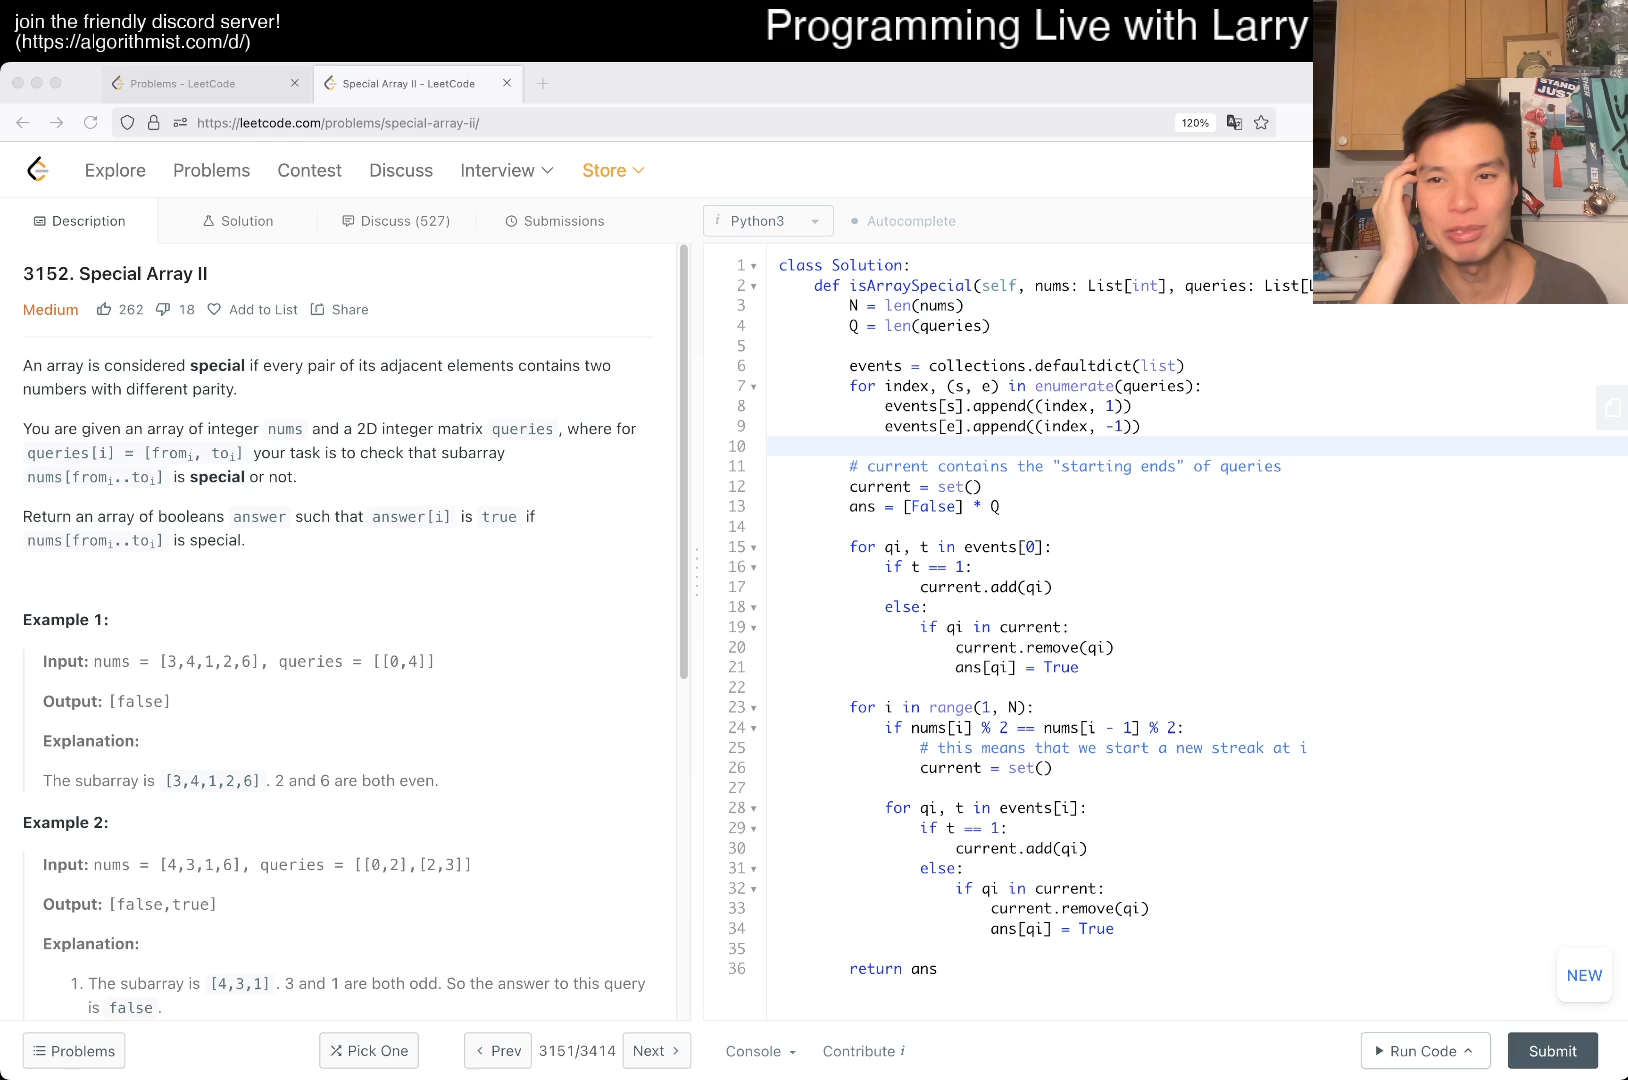 join the friendly discord server!
(https://algorithmist.com/d/)
Programming Live with Larry
Problems - LeetCode
Special Array II - LeetCode
https://leetcode.com/problems/special-array-ii/
120%
Explore
Problems
Contest
Discuss
Interview
Store
Description
Solution
Discuss (527)
Submissions
i Python3
Autocomplete
3152. Special Array II
Medium
262
18
Add to List
Share
An array is considered special if every pair of its adjacent elements contains two
numbers with different parity.
You are given an array of integer nums and a 2D integer matrix queries, where for
queries[i] = [fromi, toi] your task is to check that subarray
nums[fromi..toi] is special or not.
Return an array of booleans answer such that answer[i] is true if
nums[fromi..toi] is special.
Example 1:
Input: nums = [3,4,1,2,6], queries = [[0,4]]
Output: [false]
Explanation:
The subarray is [3,4,1,2,6]. 2 and 6 are both even.
Example 2:
Input: nums = [4,3,1,6], queries = [[0,2],[2,3]]
Output: [false,true]
Explanation:
1. The subarray is [4,3,1]. 3 and 1 are both odd. So the answer to this query
is false.
1 class Solution:
2 def isArraySpecial(self, nums: List[int], queries: List[L
3 N = len(nums)
4 Q = len(queries)
5
6 events = collections.defaultdict(list)
7 for index, (s, e) in enumerate(queries):
8 events[s].append((index, 1))
9 events[e].append((index, -1))
10
11 # current contains the "starting ends" of queries
12 current = set()
13 ans = [False] * Q
14
15 for qi, t in events[0]:
16 if t == 1:
17 current.add(qi)
18 else:
19 if qi in current:
20 current.remove(qi)
21 ans[qi] = True
22
23 for i in range(1, N):
24 if nums[i] % 2 == nums[i - 1] % 2:
25 # this means that we start a new streak at i
26 current = set()
27
28 for qi, t in events[i]:
29 if t == 1:
30 current.add(qi)
31 else:
32 if qi in current:
33 current.remove(qi)
34 ans[qi] = True
35
36 return ans
NEW
Problems
Pick One
Prev
3151/3414
Next
Console
Contribute i
Run Code
Submit